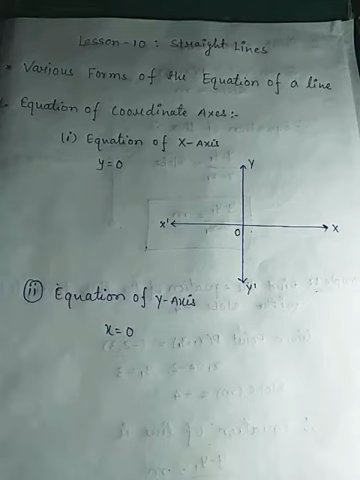 Lesson-10 : Straight Lines
* Various Forms of the Equation of a line
Equation of Coordinate Axes:-
(i) Equation of X-Axis
y=0
Y
X'
O
X
Y'
(ii) Equation of Y-Axis
x=0